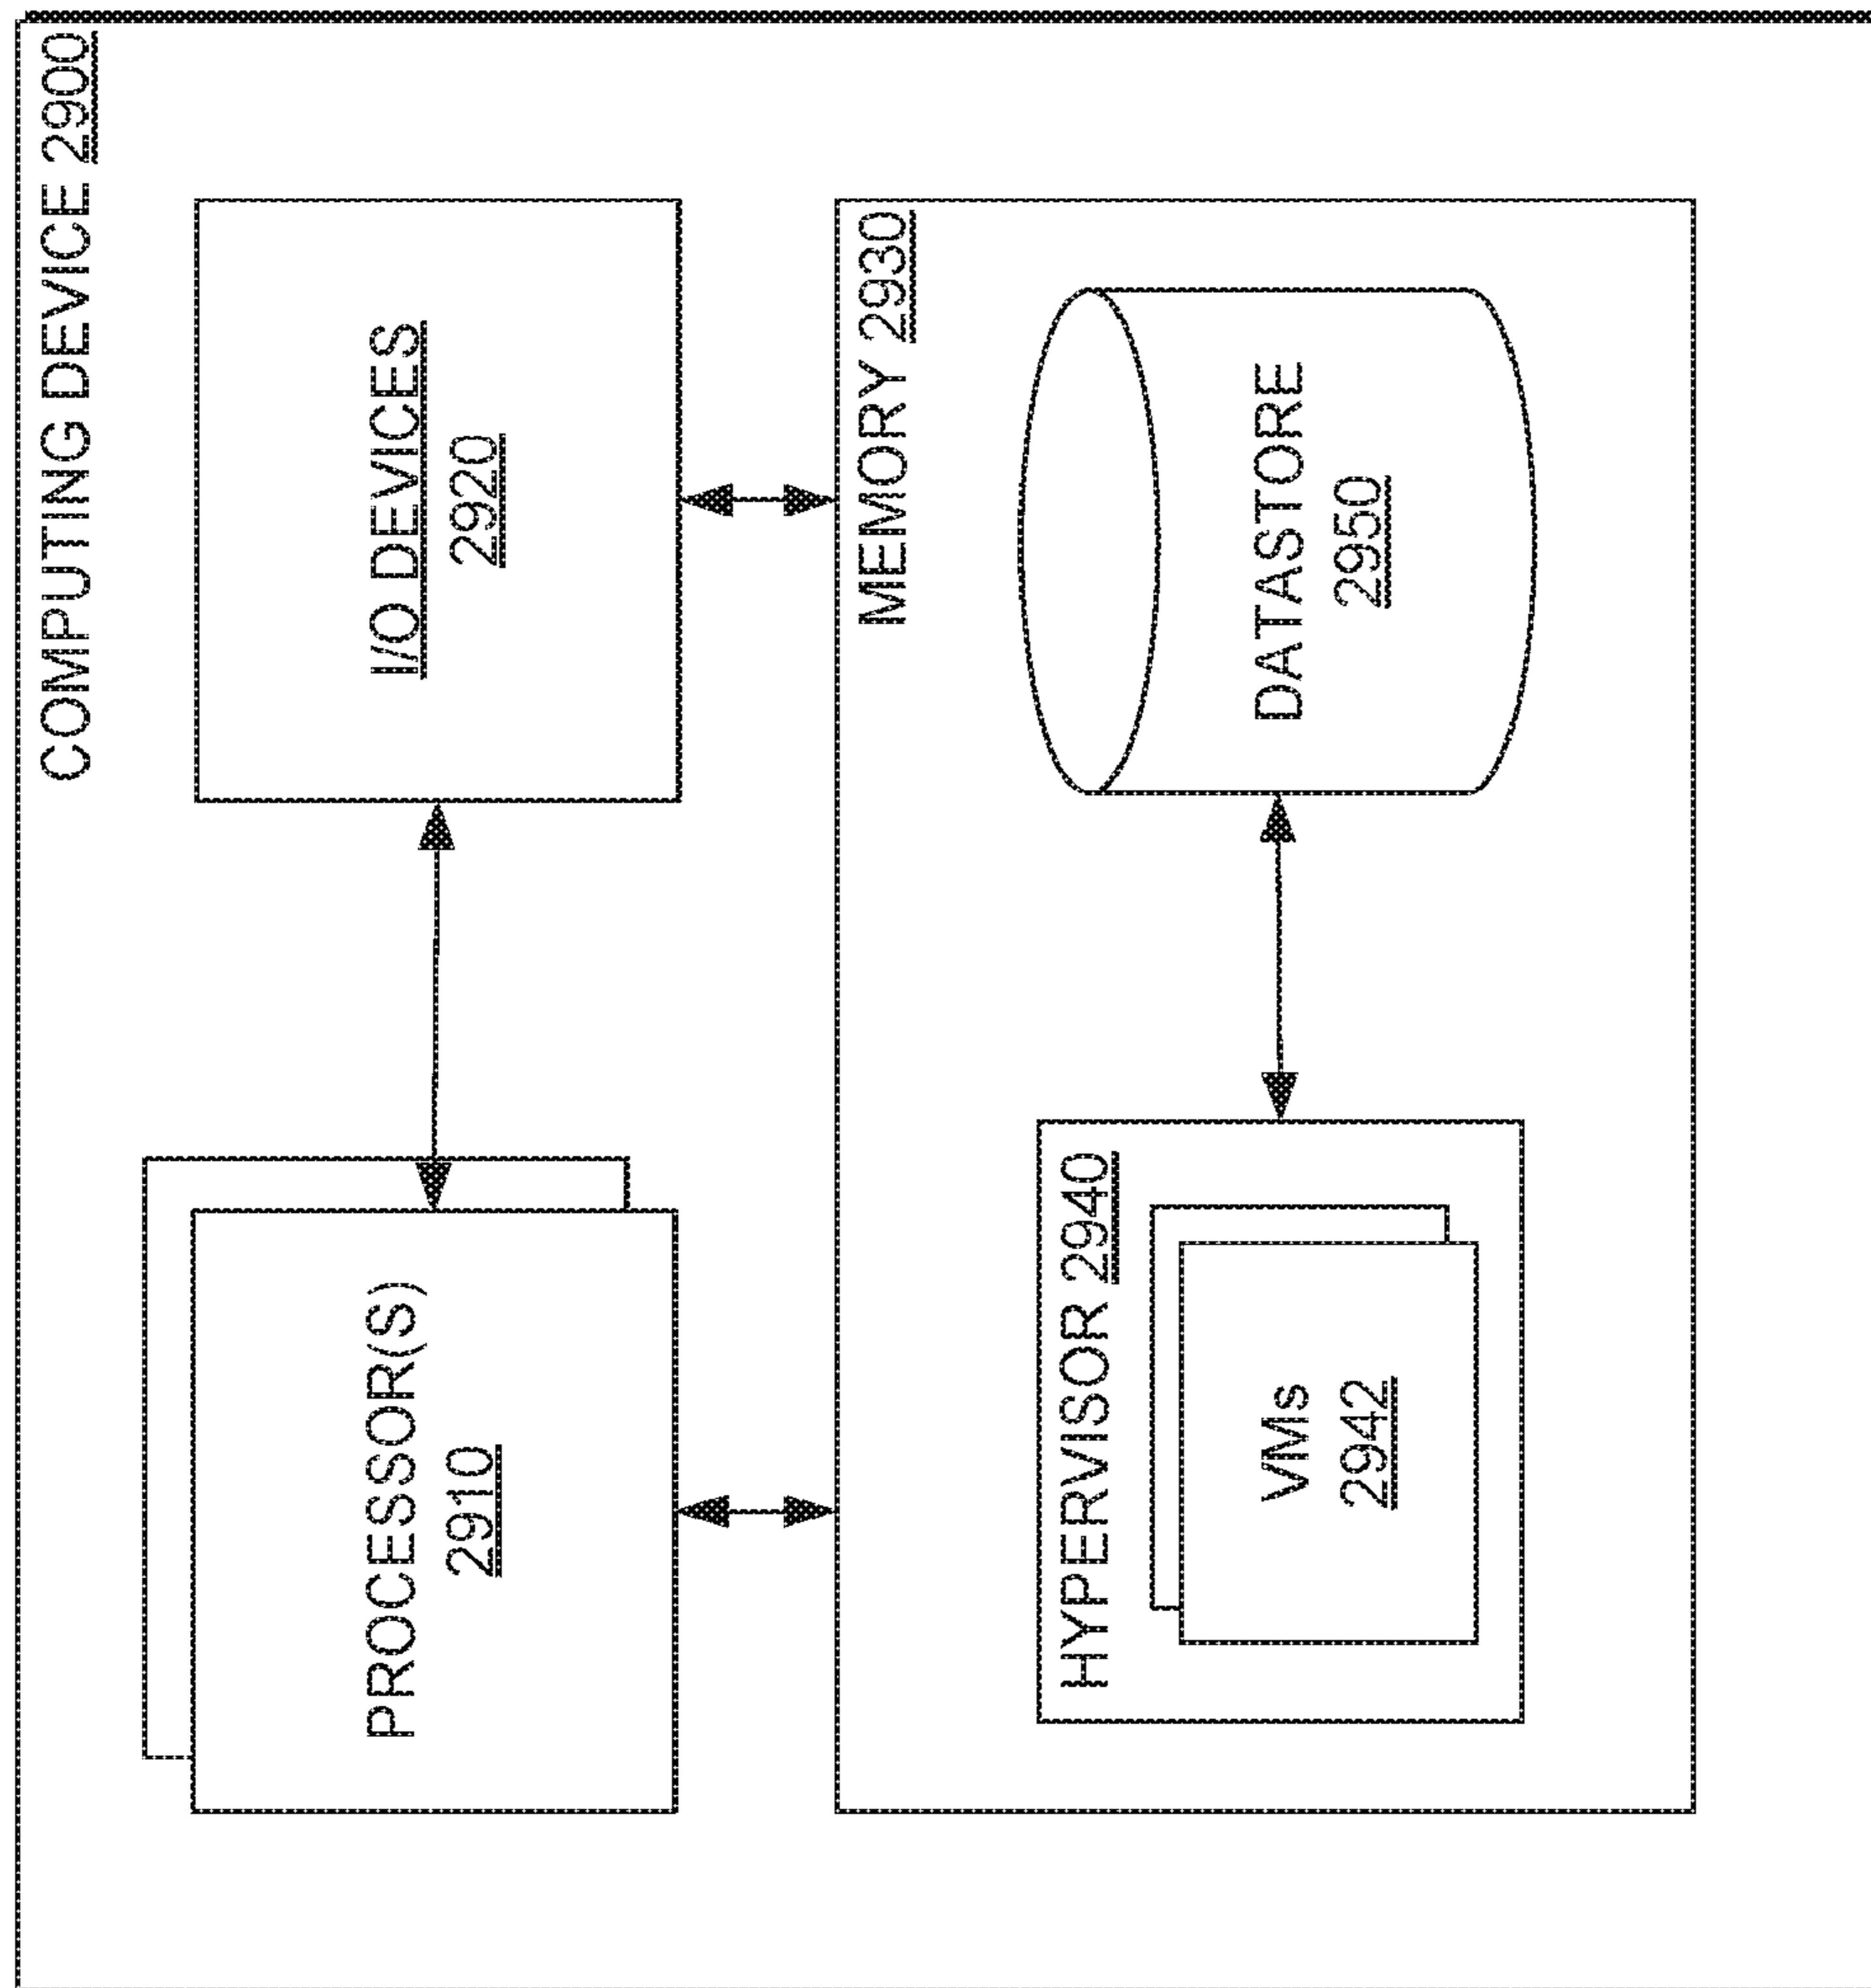 COMPUTING DEVICE 2900
PROCESSOR(S)
2910
I/O DEVICES
2920
MEMORY 2930
HYPERVISOR 2940
VMs
2942
DATASTORE
2950